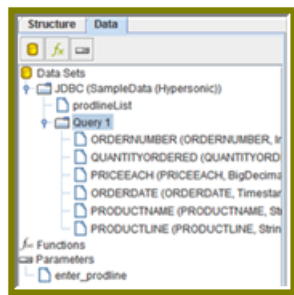 Structure Data
Data Sets
JDBC (SampleData (Hypersonic))
prodlineList
Query 1
ORDERNUMBER (ORDERNUMBER, In
QUANTITYORDERED (QUANTITYORD
PRICEEACH (PRICEEACH, BigDecima
ORDERDATE (ORDERDATE, Timestar
PRODUCTNAME (PRODUCTNAME, St
PRODUCTLINE (PRODUCTLINE, Strin
Functions
Parameters
enter_prodline